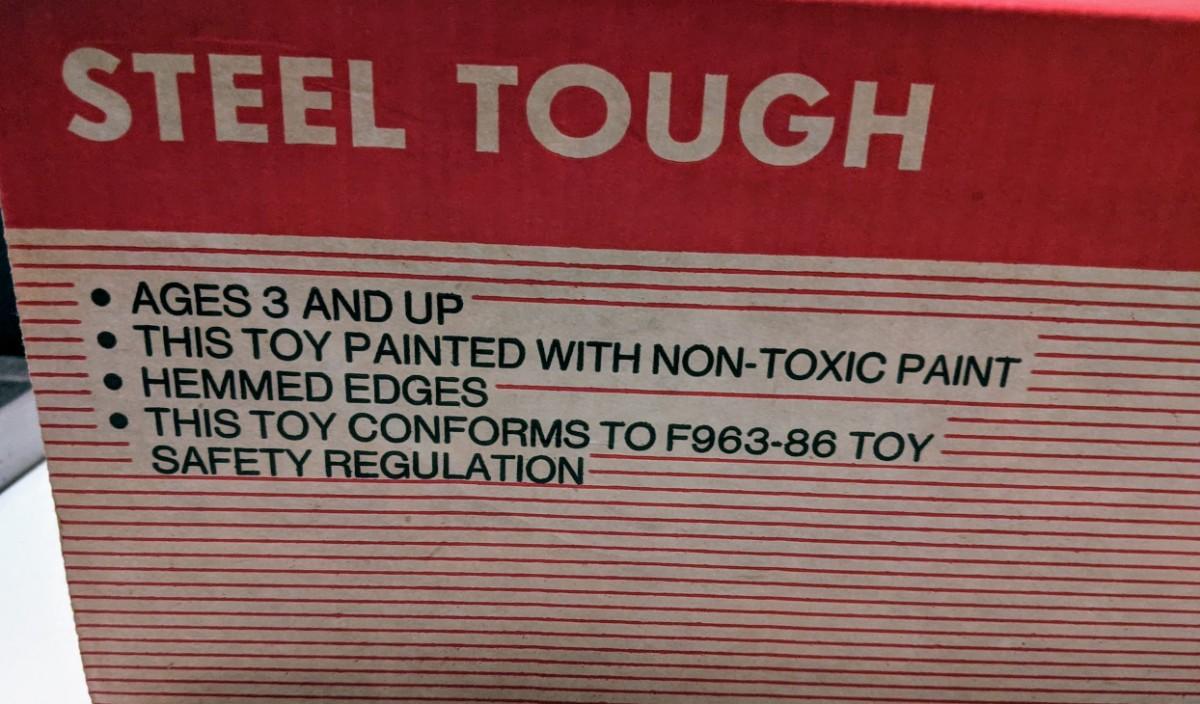 STEEL TOUGH
• AGES 3 AND UP
• THIS TOY PAINTED WITH NON-TOXIC PAINT
• HEMMED EDGES
• THIS TOY CONFORMS TO F963-86 TOY
SAFETY REGULATION